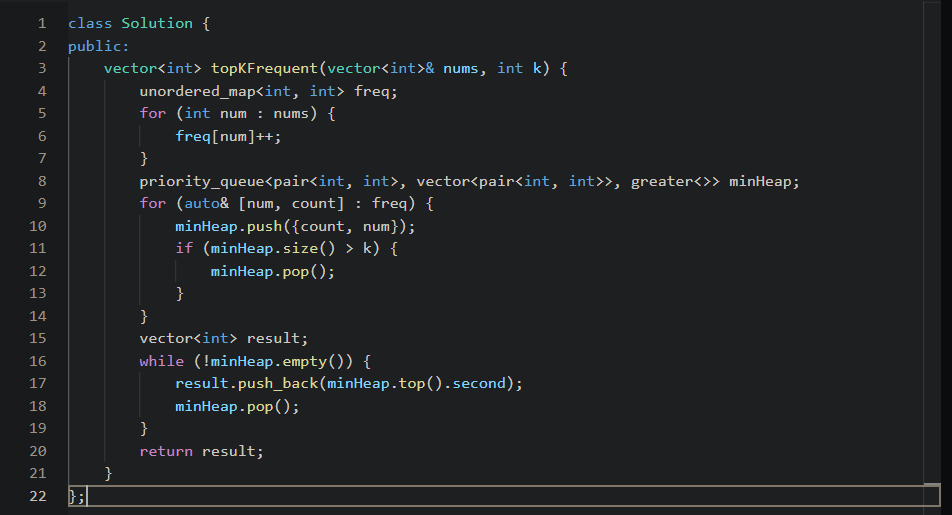 1 class Solution {
2 public:
3     vector<int> topKFrequent(vector<int>& nums, int k) {
4         unordered_map<int, int> freq;
5         for (int num : nums) {
6             freq[num]++;
7         }
8         priority_queue<pair<int, int>, vector<pair<int, int>>, greater<>> minHeap;
9         for (auto& [num, count] : freq) {
10             minHeap.push({count, num});
11             if (minHeap.size() > k) {
12                 minHeap.pop();
13             }
14         }
15         vector<int> result;
16         while (!minHeap.empty()) {
17             result.push_back(minHeap.top().second);
18             minHeap.pop();
19         }
20         return result;
21     }
22 };